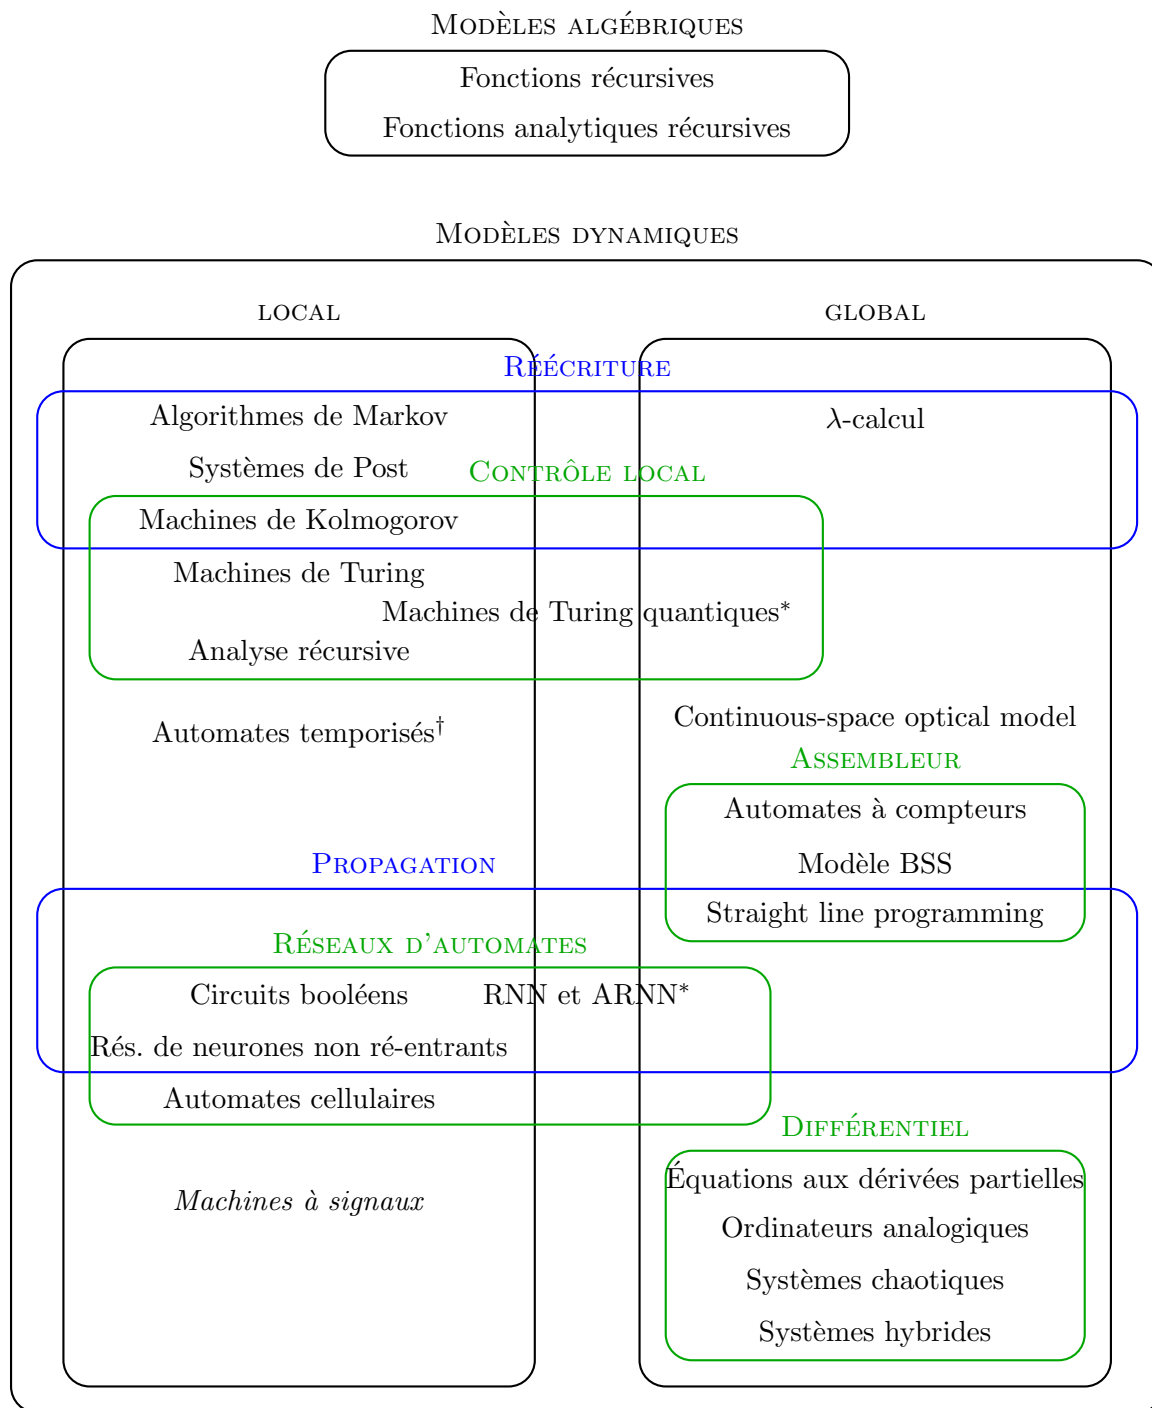 Modèles algébriques
Fonctions récursives
Fonctions analytiques récursives
Modèles dynamiques
local
global
Réécriture
Algorithmes de Markov
λ-calcul
Systèmes de Post
Contrôle local
Machines de Kolmogorov
Machines de Turing
Machines de Turing quantiques*
Analyse récursive
Continuous-space optical model
Automates temporisés†
Assembleur
Automates à compteurs
Propagation
Modèle BSS
Straight line programming
Réseaux d'automates
Circuits booléens
RNN et ARNN*
Rés. de neurones non ré-entrants
Automates cellulaires
Différentiel
Équations aux dérivées partielles
Machines à signaux
Ordinateurs analogiques
Systèmes chaotiques
Systèmes hybrides